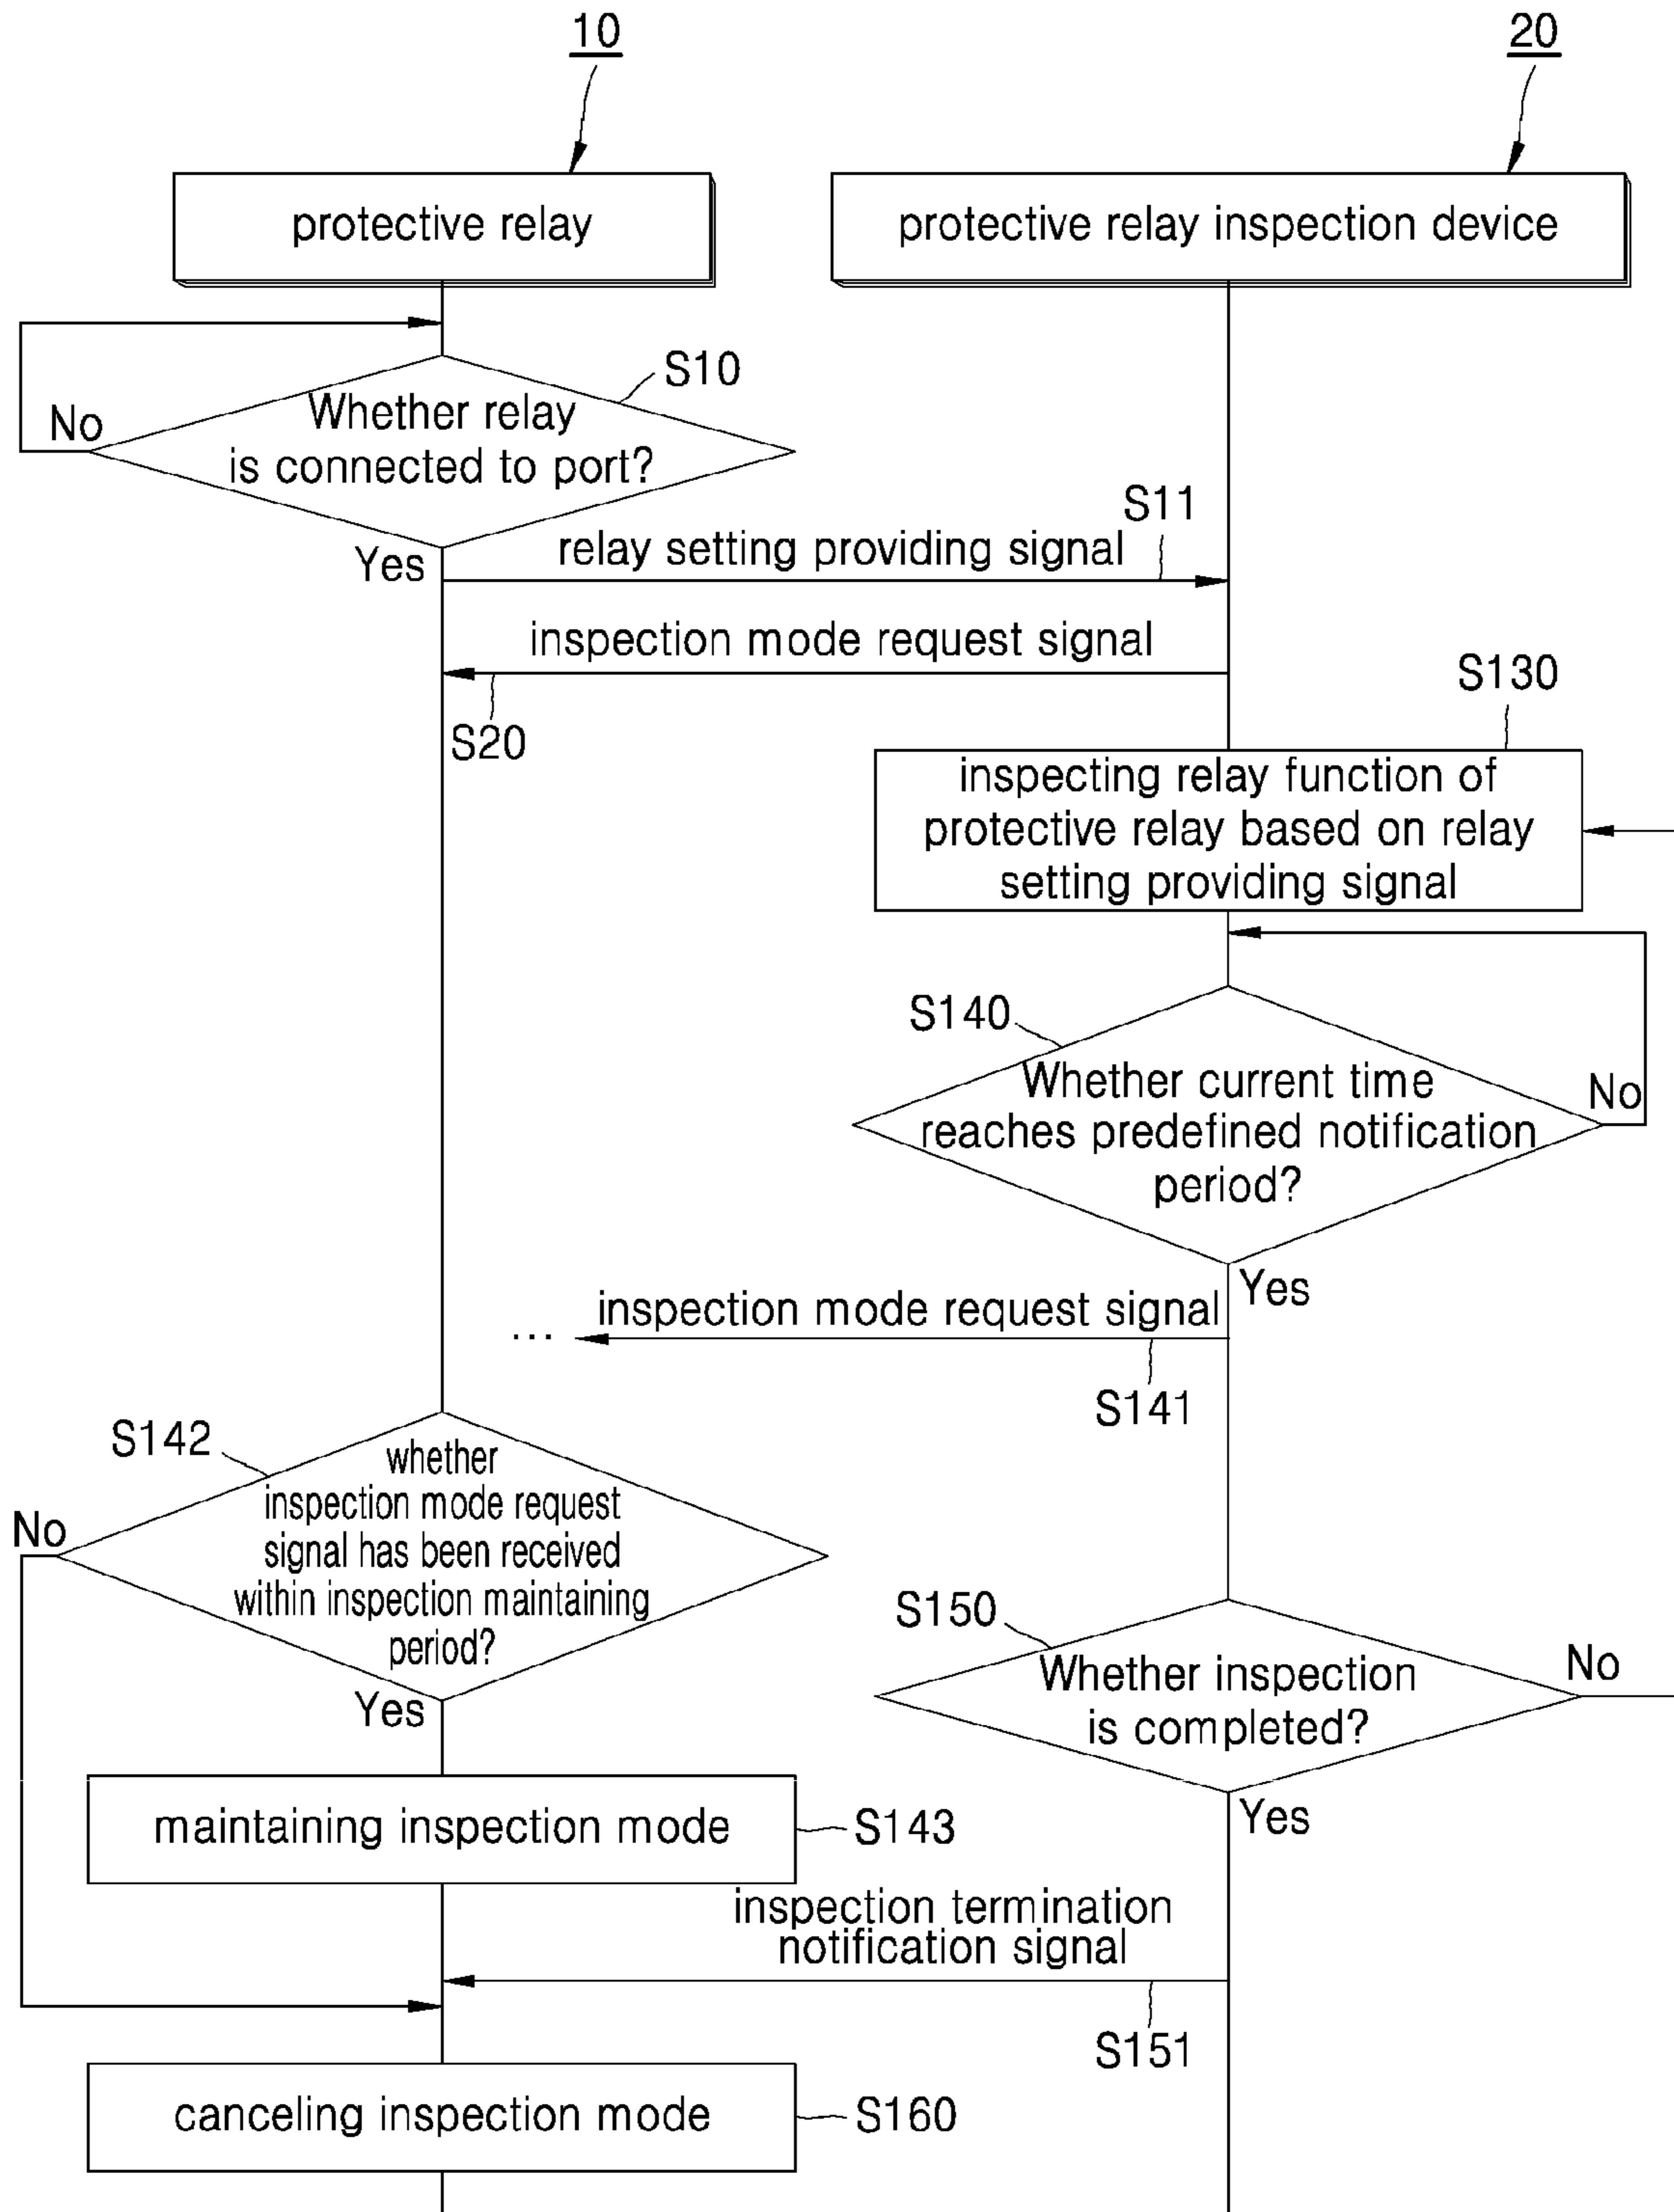 10
20
protective relay
protective relay inspection device
S10
Whether relay
is connected to port?
No
Yes
S11
relay setting providing signal
inspection mode request signal
S20
S130
inspecting relay function of
protective relay based on relay
setting providing signal
S140
Whether current time
reaches predefined notification
period?
No
Yes
inspection mode request signal
...
S141
S142
whether
inspection mode request
signal has been received
within inspection maintaining
period?
No
Yes
S150
Whether inspection
is completed?
No
Yes
maintaining inspection mode
S143
inspection termination
notification signal
S151
canceling inspection mode
S160